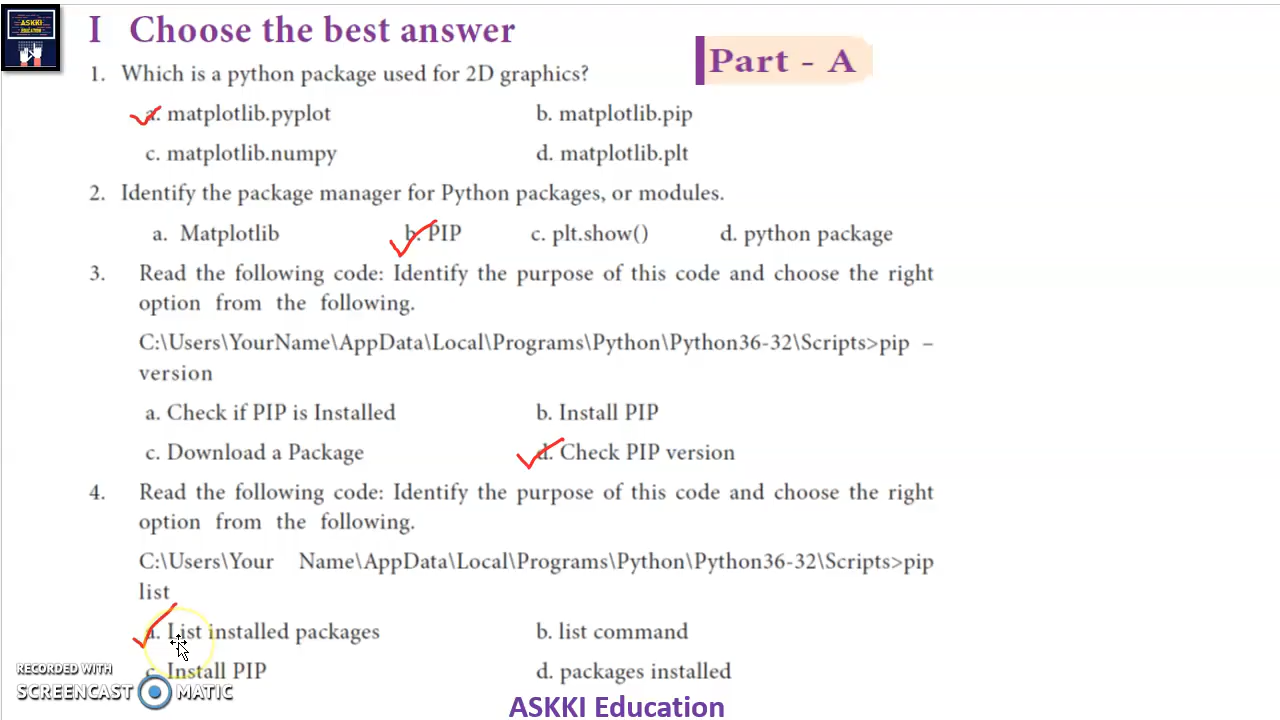 ASKKI
EDUCATION
I Choose the best answer
Part - A
1. Which is a python package used for 2D graphics?
a. matplotlib.pyplot b. matplotlib.pip
c. matplotlib.numpy d. matplotlib.plt
2. Identify the package manager for Python packages, or modules.
a. Matplotlib b. PIP c. plt.show() d. python package
3. Read the following code: Identify the purpose of this code and choose the right
option from the following.
C:\Users\YourName\AppData\Local\Programs\Python\Python36-32\Scripts>pip –
version
a. Check if PIP is Installed b. Install PIP
c. Download a Package d. Check PIP version
4. Read the following code: Identify the purpose of this code and choose the right
option from the following.
C:\Users\Your Name\AppData\Local\Programs\Python\Python36-32\Scripts>pip
list
a. List installed packages b. list command
c. Install PIP d. packages installed
RECORDED WITH
SCREENCAST MATIC
ASKKI Education